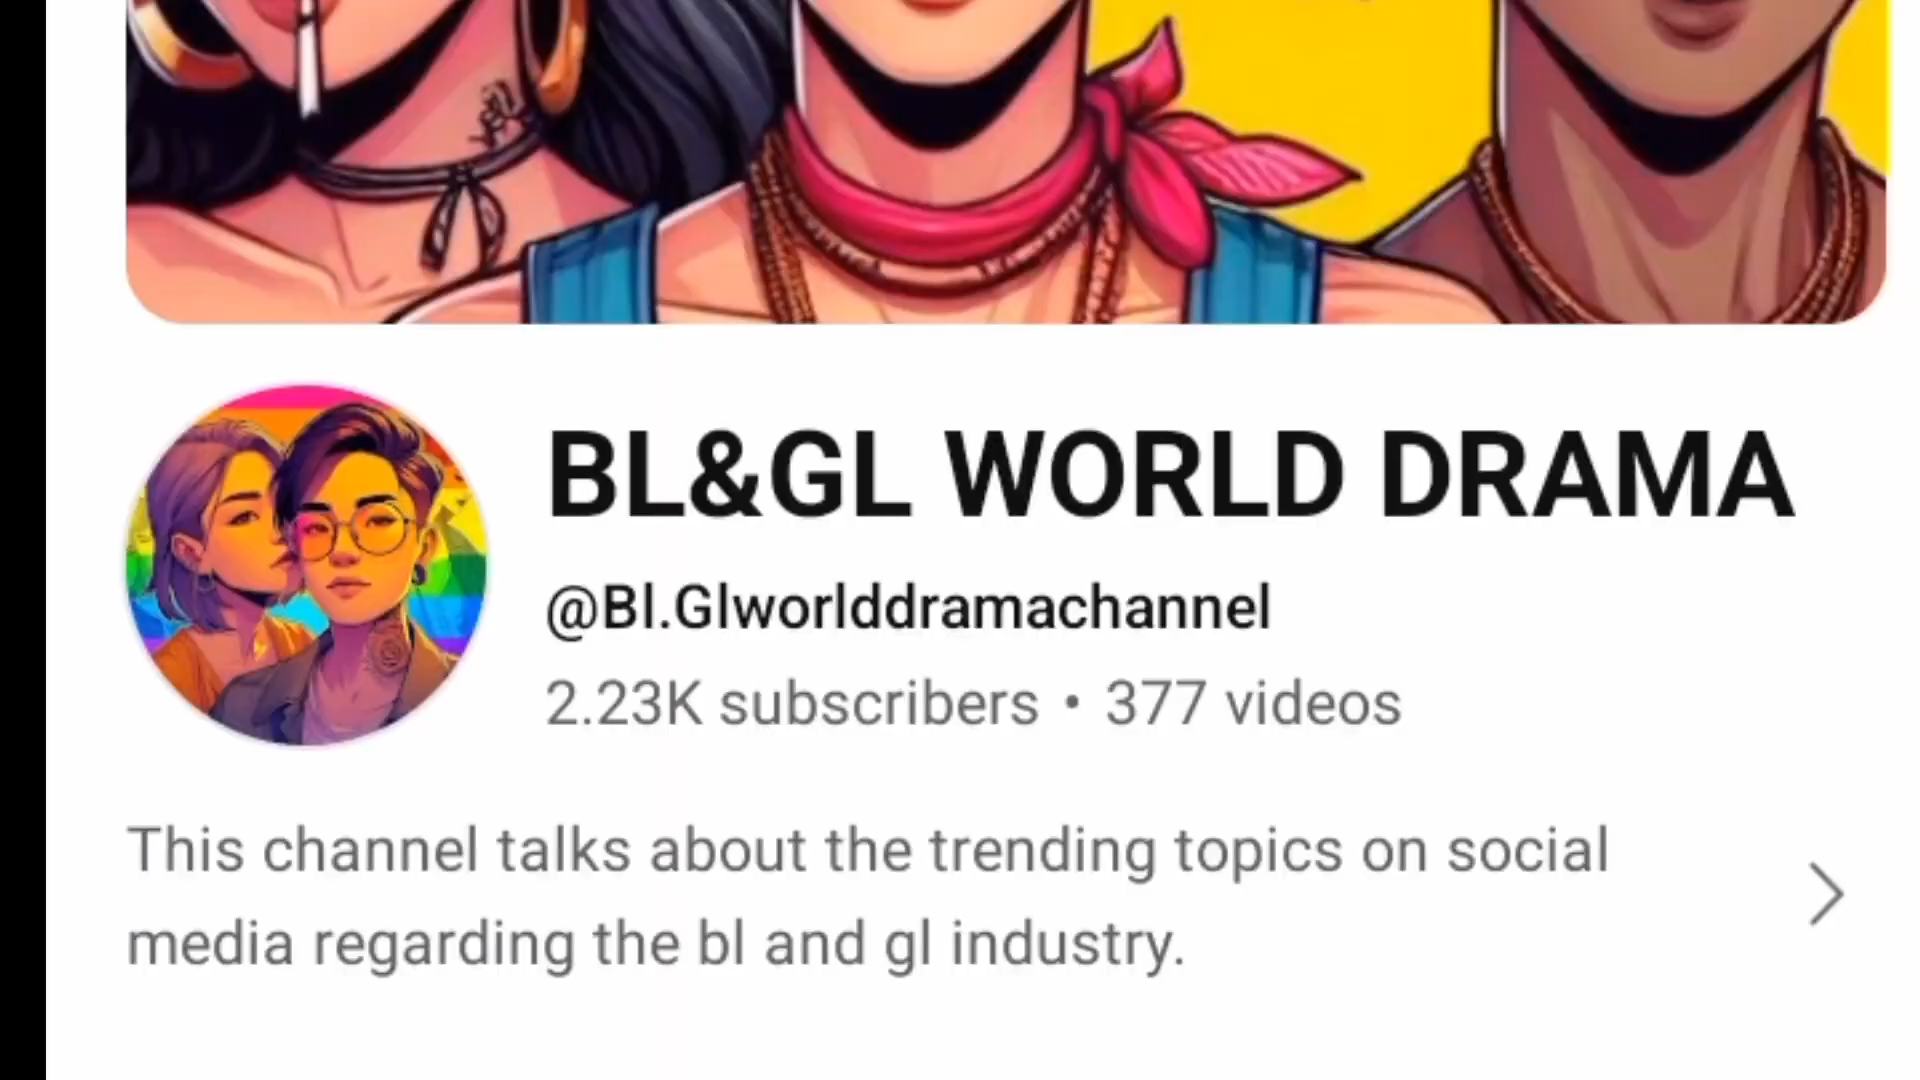 BL&GL WORLD DRAMA
@Bl.Glworlddramachannel
2.23K subscribers • 377 videos
This channel talks about the trending topics on social
media regarding the bl and gl industry.